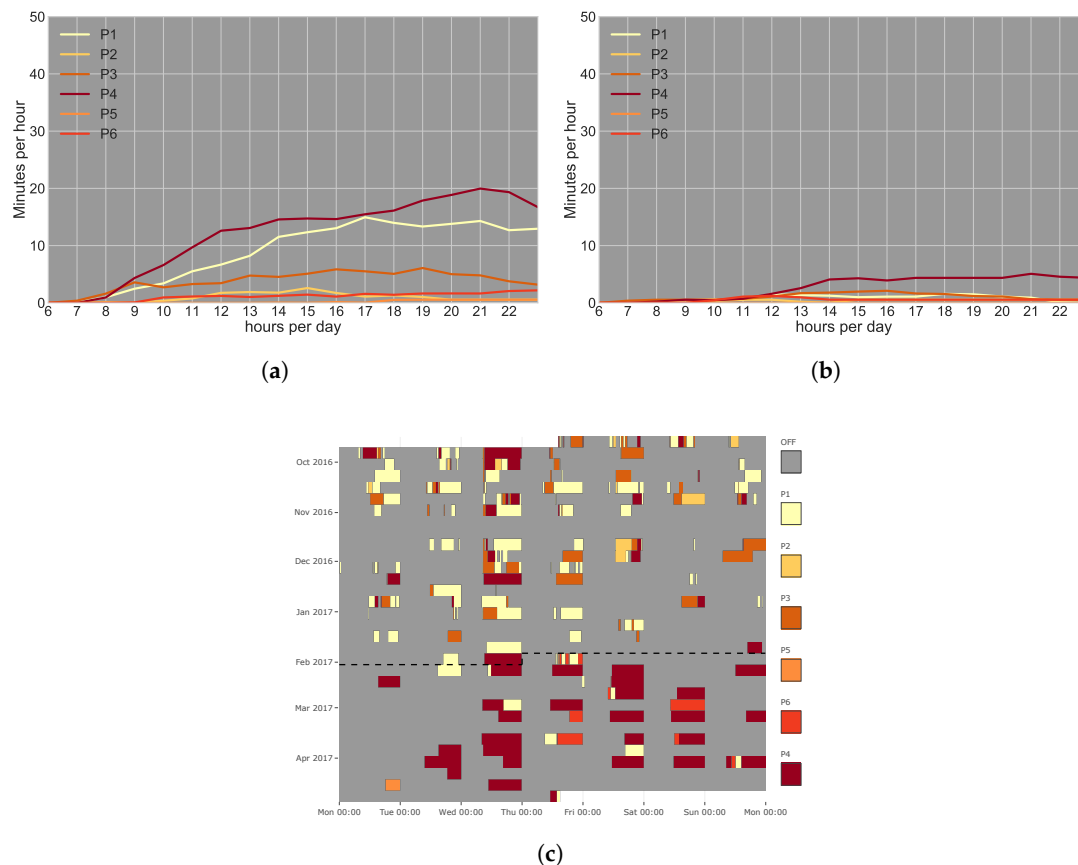 50
40
30
20
10
0
Minutes per hour
P1
P2
P3
P4
P5
P6
6 7 8 9 10 11 12 13 14 15 16 17 18 19 20 21 22
hours per day
(a)
50
40
30
20
10
0
Minutes per hour
P1
P2
P3
P4
P5
P6
6 7 8 9 10 11 12 13 14 15 16 17 18 19 20 21 22
hours per day
(b)
Oct 2016
Nov 2016
Dec 2016
Jan 2017
Feb 2017
Mar 2017
Apr 2017
Mon 00:00 Tue 00:00 Wed 00:00 Thu 00:00 Fri 00:00 Sat 00:00 Sun 00:00 Mon 00:00
OFF
P1
P2
P3
P5
P6
P4
(c)